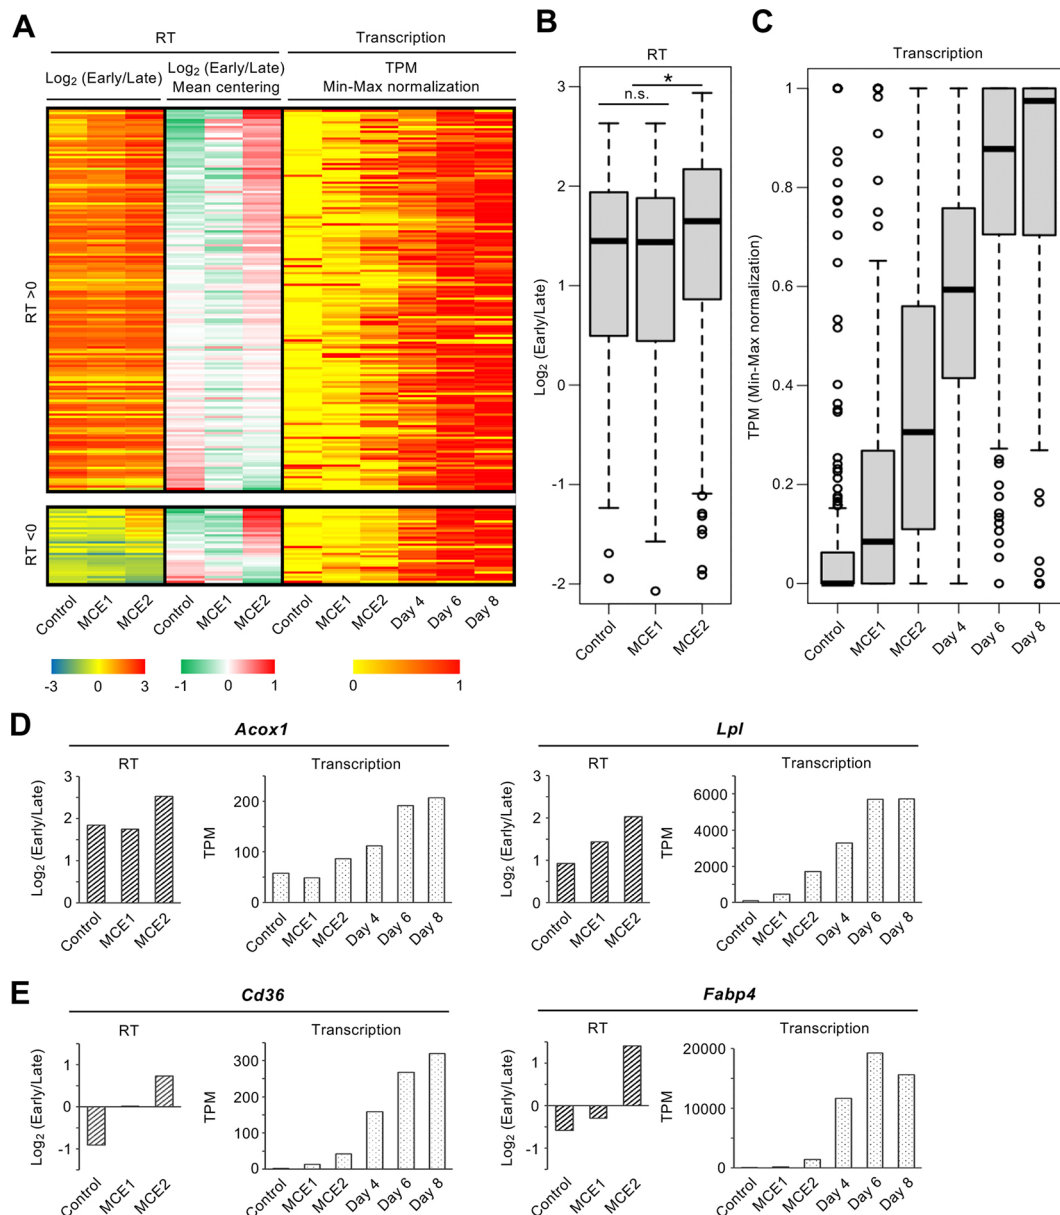 A
RT
Transcription
Log₂ (Early/Late)
Log₂ (Early/Late)
Mean centering
TPM
Min-Max normalization
RT >0
RT <0
Control
MCE1
MCE2
Control
MCE1
MCE2
Control
MCE1
MCE2
Day 4
Day 6
Day 8
-3
0
3
-1
0
1
0
1
B
RT
Log₂ (Early/Late)
3
2
1
0
-1
-2
n.s.
*
Control
MCE1
MCE2
C
Transcription
TPM (Min-Max normalization)
1
0.8
0.6
0.4
0.2
0
Control
MCE1
MCE2
Day 4
Day 6
Day 8
D
Acox1
RT
Log₂ (Early/Late)
3
2
1
0
Control
MCE1
MCE2
Transcription
TPM
200
100
0
Control
MCE1
MCE2
Day 4
Day 6
Day 8
Lpl
RT
Log₂ (Early/Late)
3
2
1
0
Control
MCE1
MCE2
Transcription
TPM
6000
4000
2000
0
Control
MCE1
MCE2
Day 4
Day 6
Day 8
E
Cd36
RT
Log₂ (Early/Late)
1
0
-1
Control
MCE1
MCE2
Transcription
TPM
300
200
100
0
Control
MCE1
MCE2
Day 4
Day 6
Day 8
Fabp4
RT
Log₂ (Early/Late)
1
0
-1
Control
MCE1
MCE2
Transcription
TPM
20000
10000
0
Control
MCE1
MCE2
Day 4
Day 6
Day 8